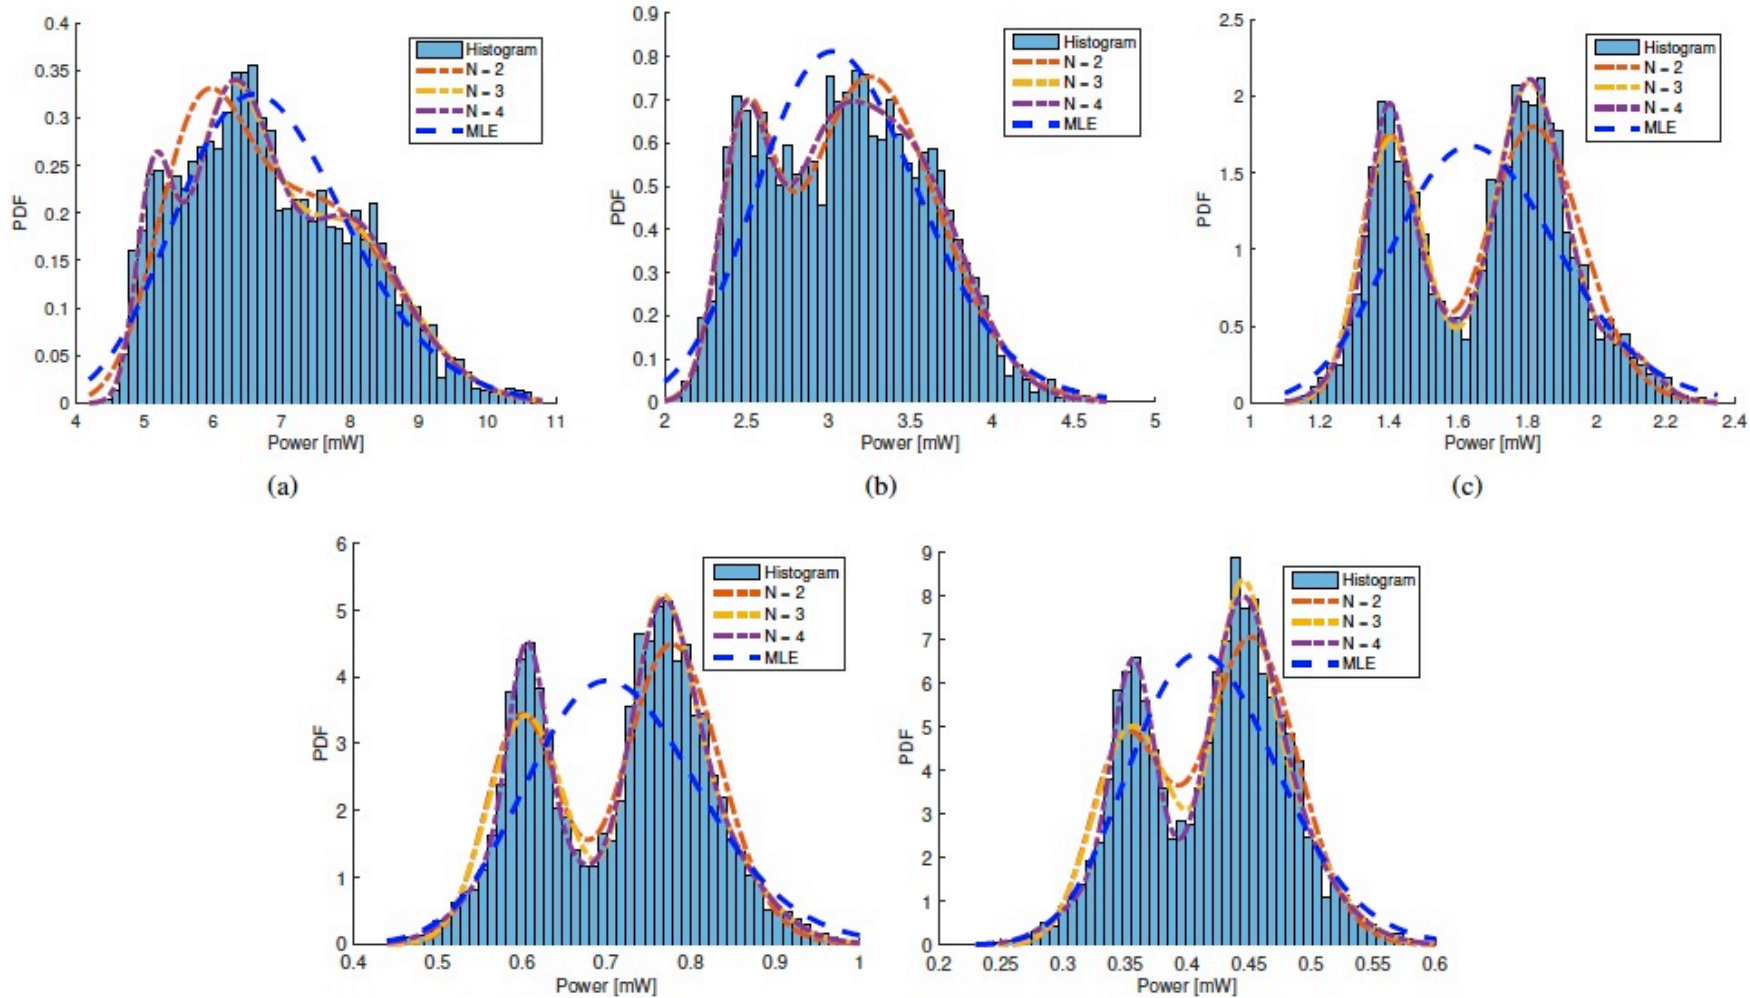 0.4
0.35
0.3
0.25
0.2
0.15
0.1
0.05
0
PDF
4 5 6 7 8 9 10 11
Power [mW]
Histogram
N = 2
N = 3
N = 4
MLE
(a)
0.9
0.8
0.7
0.6
0.5
0.4
0.3
0.2
0.1
0
PDF
2 2.5 3 3.5 4 4.5 5
Power [mW]
Histogram
N = 2
N = 3
N = 4
MLE
(b)
2.5
2
1.5
1
0.5
0
PDF
1 1.2 1.4 1.6 1.8 2 2.2 2.4
Power [mW]
Histogram
N = 2
N = 3
N = 4
MLE
(c)
6
5
4
3
2
1
0
PDF
0.4 0.5 0.6 0.7 0.8 0.9 1
Power [mW]
Histogram
N = 2
N = 3
N = 4
MLE
9
8
7
6
5
4
3
2
1
0
PDF
0.2 0.25 0.3 0.35 0.4 0.45 0.5 0.55 0.6
Power [mW]
Histogram
N = 2
N = 3
N = 4
MLE